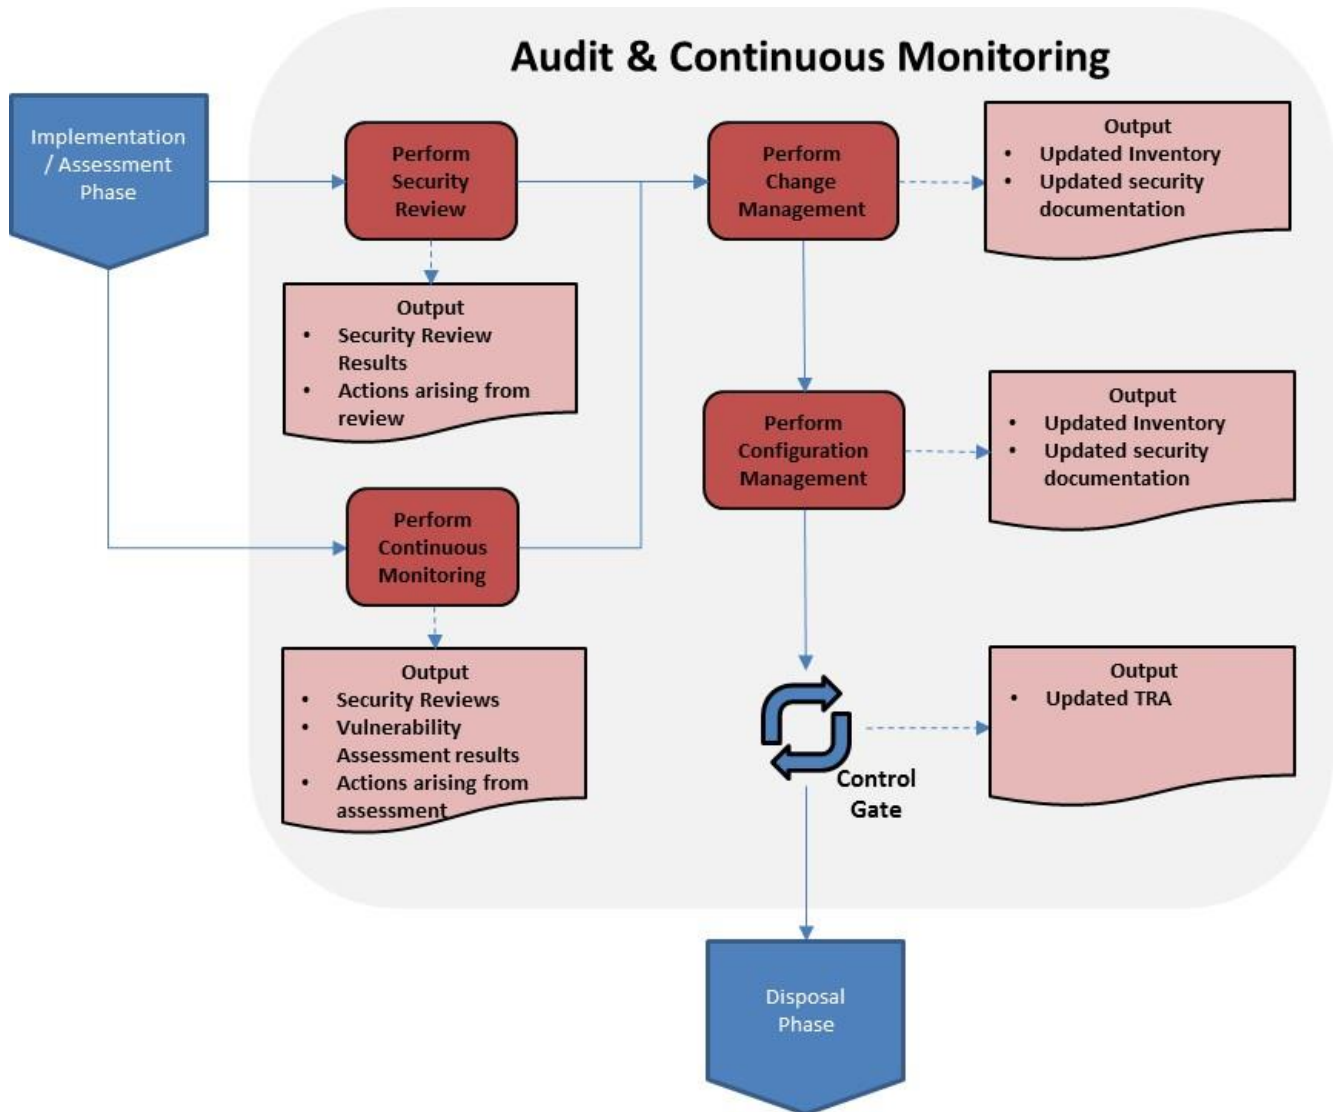 Audit & Continuous Monitoring
Implementation
/ Assessment
Phase
Perform
Security
Review
Perform
Change
Management
Output
• Updated Inventory
• Updated security
documentation
Output
• Security Review
Results
• Actions arising from
review
Perform
Configuration
Management
Output
• Updated Inventory
• Updated security
documentation
Perform
Continuous
Monitoring
Output
• Security Reviews
• Vulnerability
Assessment results
• Actions arising from
assessment
Control
Gate
Output
• Updated TRA
Disposal
Phase